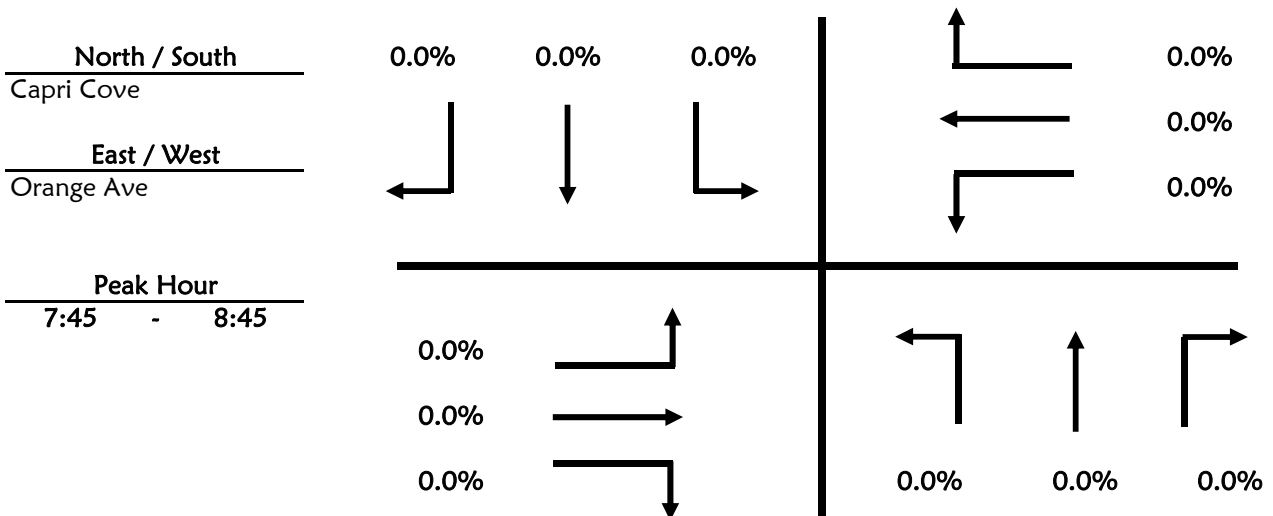 North / South
Capri Cove
East / West
Orange Ave
Peak Hour
7:45 - 8:45
0.0% 0.0% 0.0%
0.0%
0.0%
0.0%
0.0%
0.0%
0.0%
0.0% 0.0% 0.0%